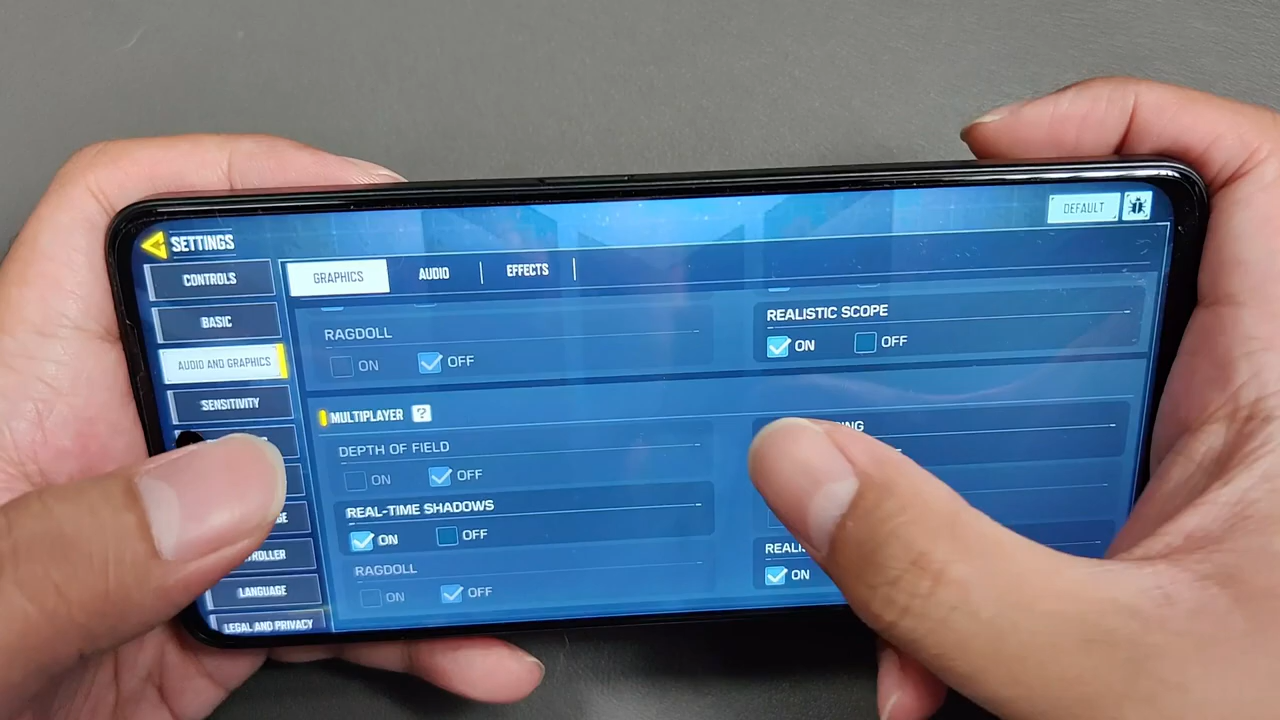 SETTINGS
DEFAULT
CONTROLS
BASIC
AUDIO AND GRAPHICS
SENSITIVITY
LANGUAGE
LEGAL AND PRIVACY
GRAPHICS
AUDIO
EFFECTS
RAGDOLL
ON OFF
REALISTIC SCOPE
ON OFF
MULTIPLAYER ?
DEPTH OF FIELD
ON OFF
REAL-TIME SHADOWS
ON OFF
RAGDOLL
ON OFF
ON